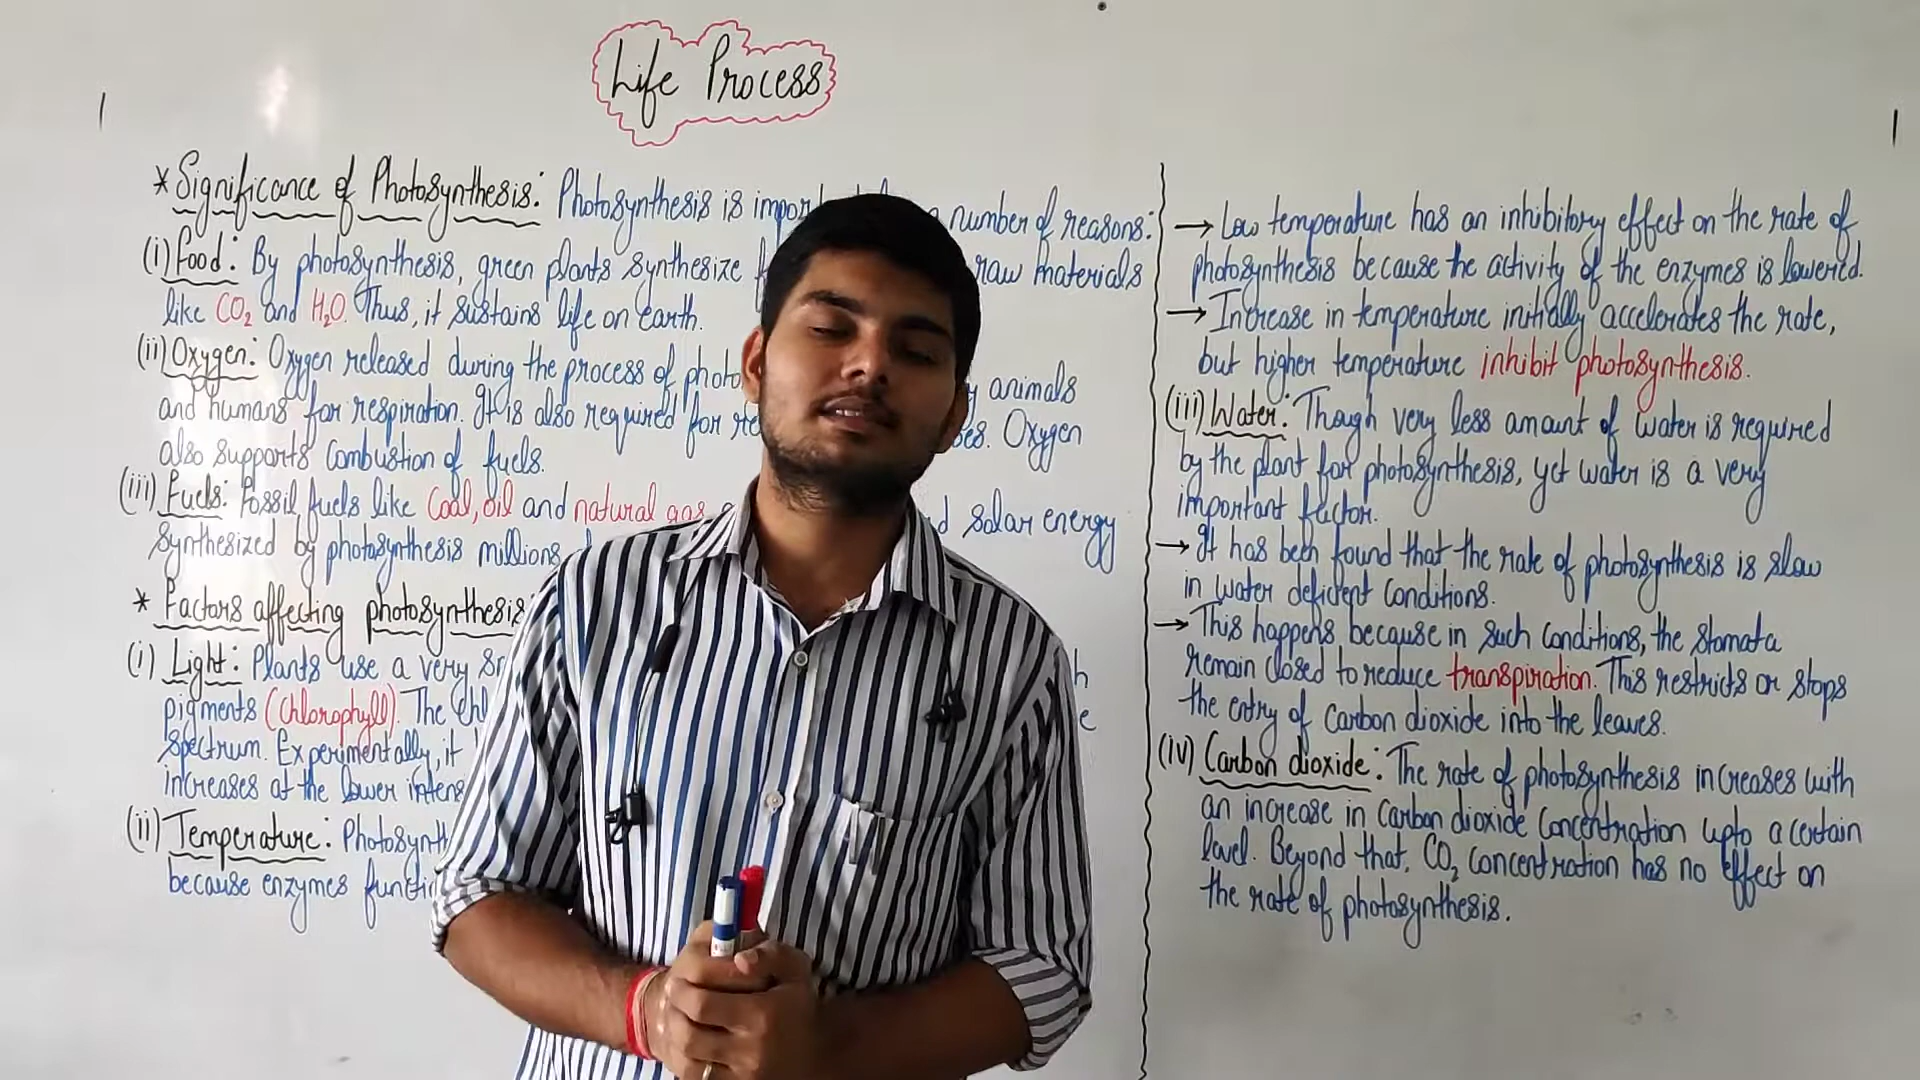 Life Process
* Significance of Photosynthesis: Photosynthesis is number of reasons:
(i) Food: By photosynthesis, green plants synthesize raw materials
like CO₂ and H₂O. Thus, it sustains life on earth.
(ii) Oxygen: Oxygen released during the process of animals
and humans for respiration. It is also required for Oxygen
also supports combustion of fuels.
(iii) Fuels: Fossil fuels like Coal, oil and natural gas solar energy
synthesized by photosynthesis millions
* Factors affecting photosynthesis:
(i) Light: Plants use a very
pigments (chlorophyll). The
spectrum. Experimentally, it
increases at the lower
(ii) Temperature:
because enzymes
→ Low temperature has an inhibitory effect on the rate of
photosynthesis because the activity of the enzymes is lowered.
→ Increase in temperature initially accelerates the rate,
but higher temperature inhibit photosynthesis.
(iii) Water: Though very less amount of water is required
by the plant for photosynthesis, yet water is a very
important factor.
→ It has been found that the rate of photosynthesis is slow
in water deficient conditions.
→ This happens because in such conditions, the stomata
remain closed to reduce transpiration. This restricts or stops
the entry of carbon dioxide into the leaves.
(iv) Carbon dioxide: The rate of photosynthesis increases with
an increase in carbon dioxide concentration upto a certain
level. Beyond that, CO₂ concentration has no effect on
the rate of photosynthesis.